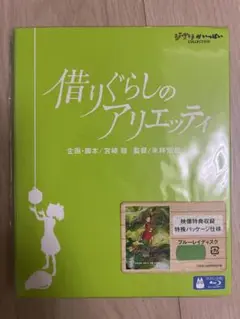 ジブリがいっぱい
COLLECTION
借りぐらしの
アリエッティ
企画・脚本/宮崎 駿 監督/米林宏昌
映像特典収録
特殊パッケージ仕様
ブルーレイディスク